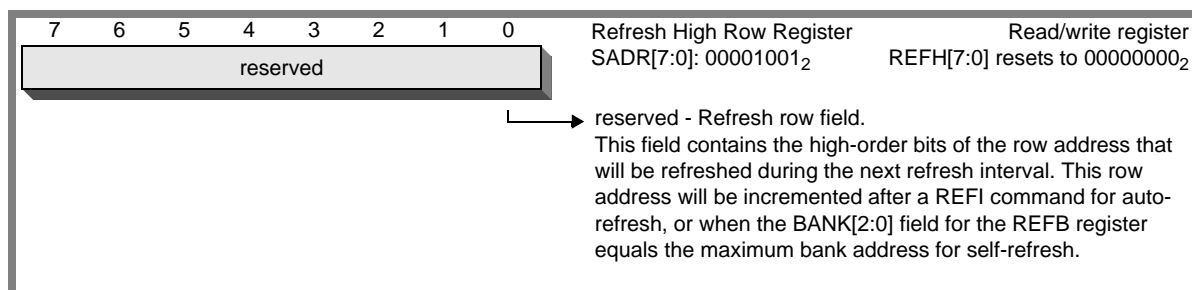 7 6 5 4 3 2 1 0
reserved
Refresh High Row Register Read/write register
SADR[7:0]: 00001001₂ REFH[7:0] resets to 00000000₂
reserved - Refresh row field.
This field contains the high-order bits of the row address that
will be refreshed during the next refresh interval. This row
address will be incremented after a REFI command for auto-
refresh, or when the BANK[2:0] field for the REFB register
equals the maximum bank address for self-refresh.